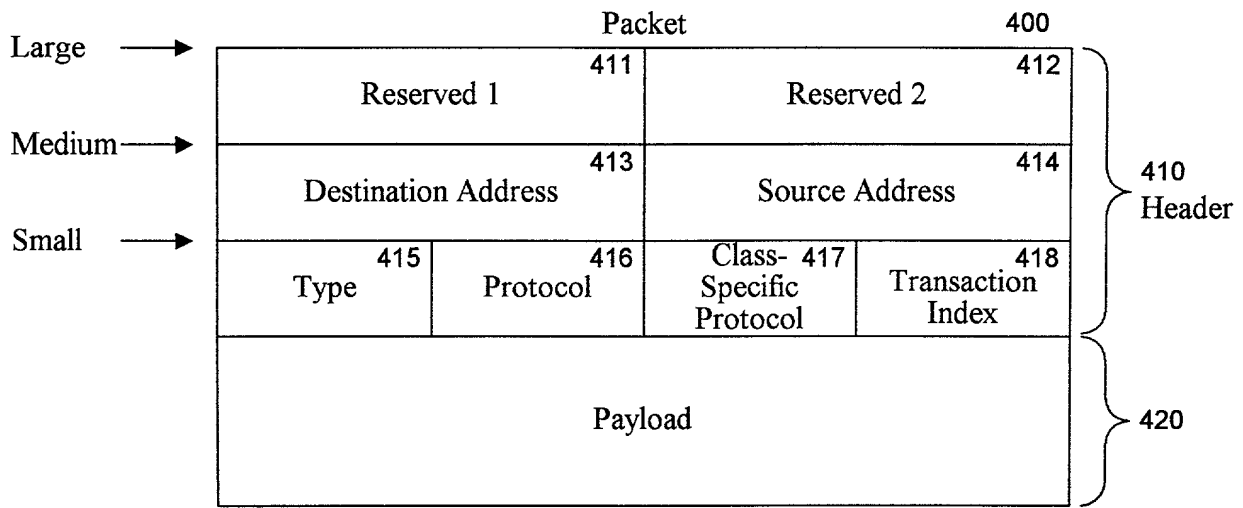 Packet 400
Large
411
412
Reserved 1
Reserved 2
Medium
413
414
Destination Address
Source Address
410
Header
Small
415
416
Class- 417
418
Type
Protocol
Specific
Protocol
Transaction
Index
Payload
420